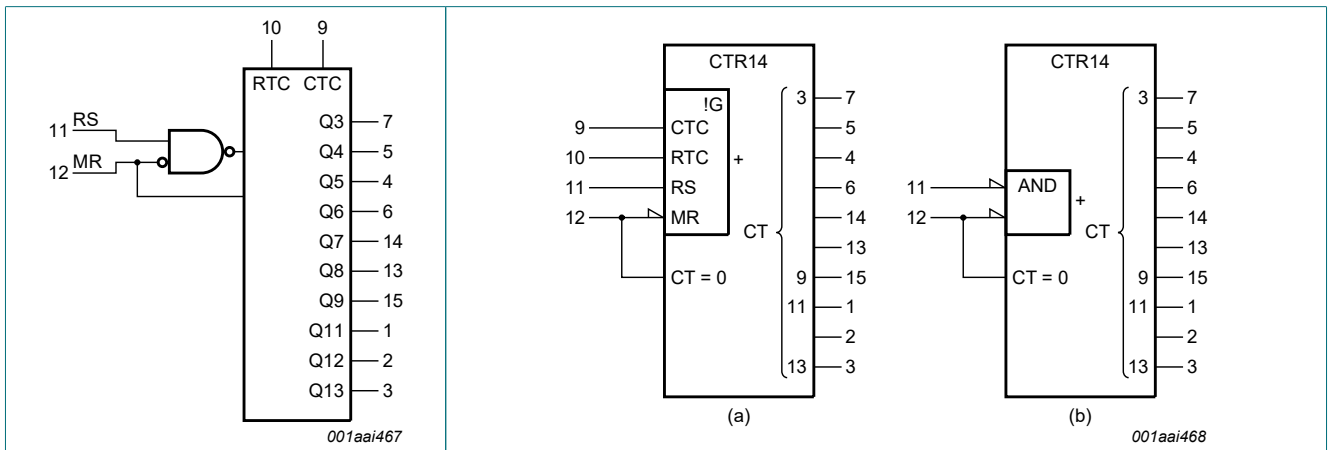 10 9
RTC CTC
11 RS
12 MR
Q3 7
Q4 5
Q5 4
Q6 6
Q7 14
Q8 13
Q9 15
Q11 1
Q12 2
Q13 3
001aai467
CTR14
!G
9 CTC
10 RTC
11 RS
12 MR
+
CT = 0
CT
3 7
5
4
6
14
13
9 15
11 1
2
13 3
(a)
CTR14
11 AND
12
+
CT = 0
CT
3 7
5
4
6
14
13
9 15
11 1
2
13 3
(b)
001aai468